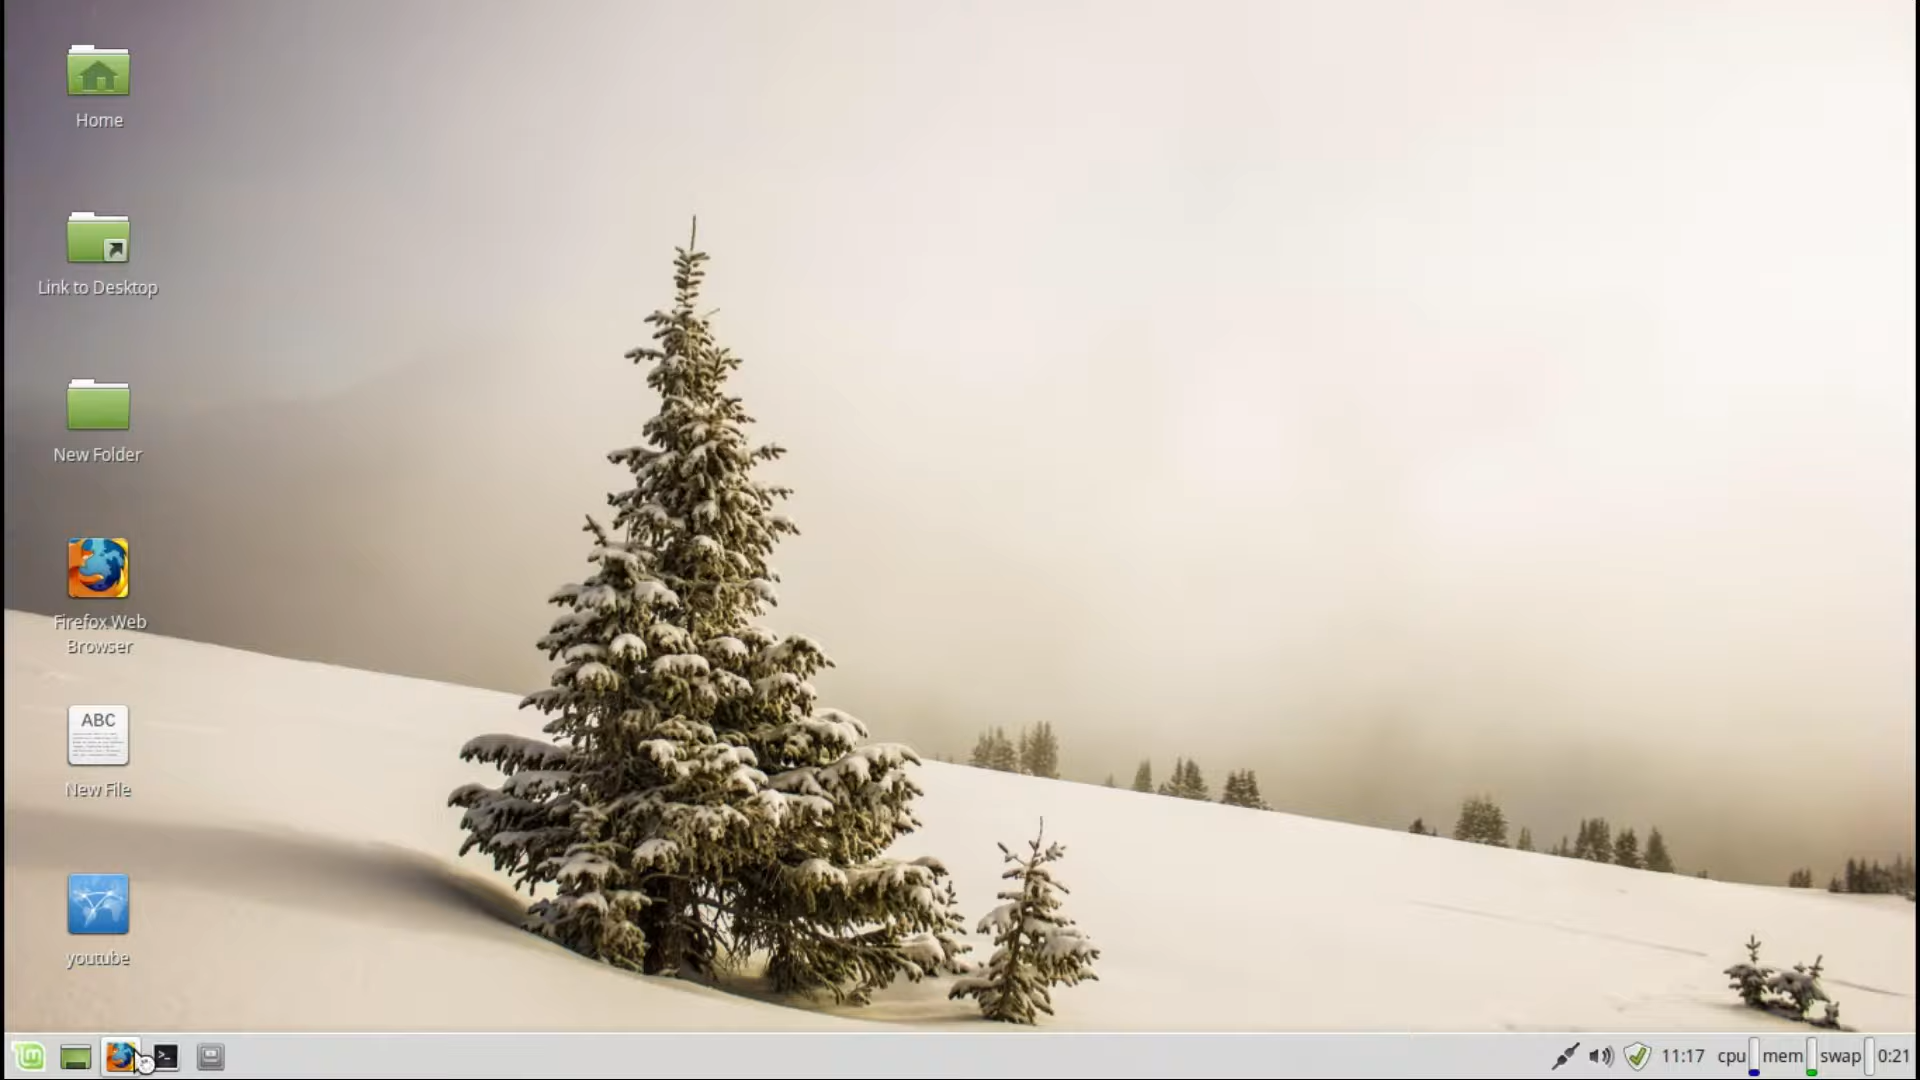 Home
Link to Desktop
New Folder
Firefox Web
Browser
ABC
New File
youtube
11:17 cpu mem swap 0:21